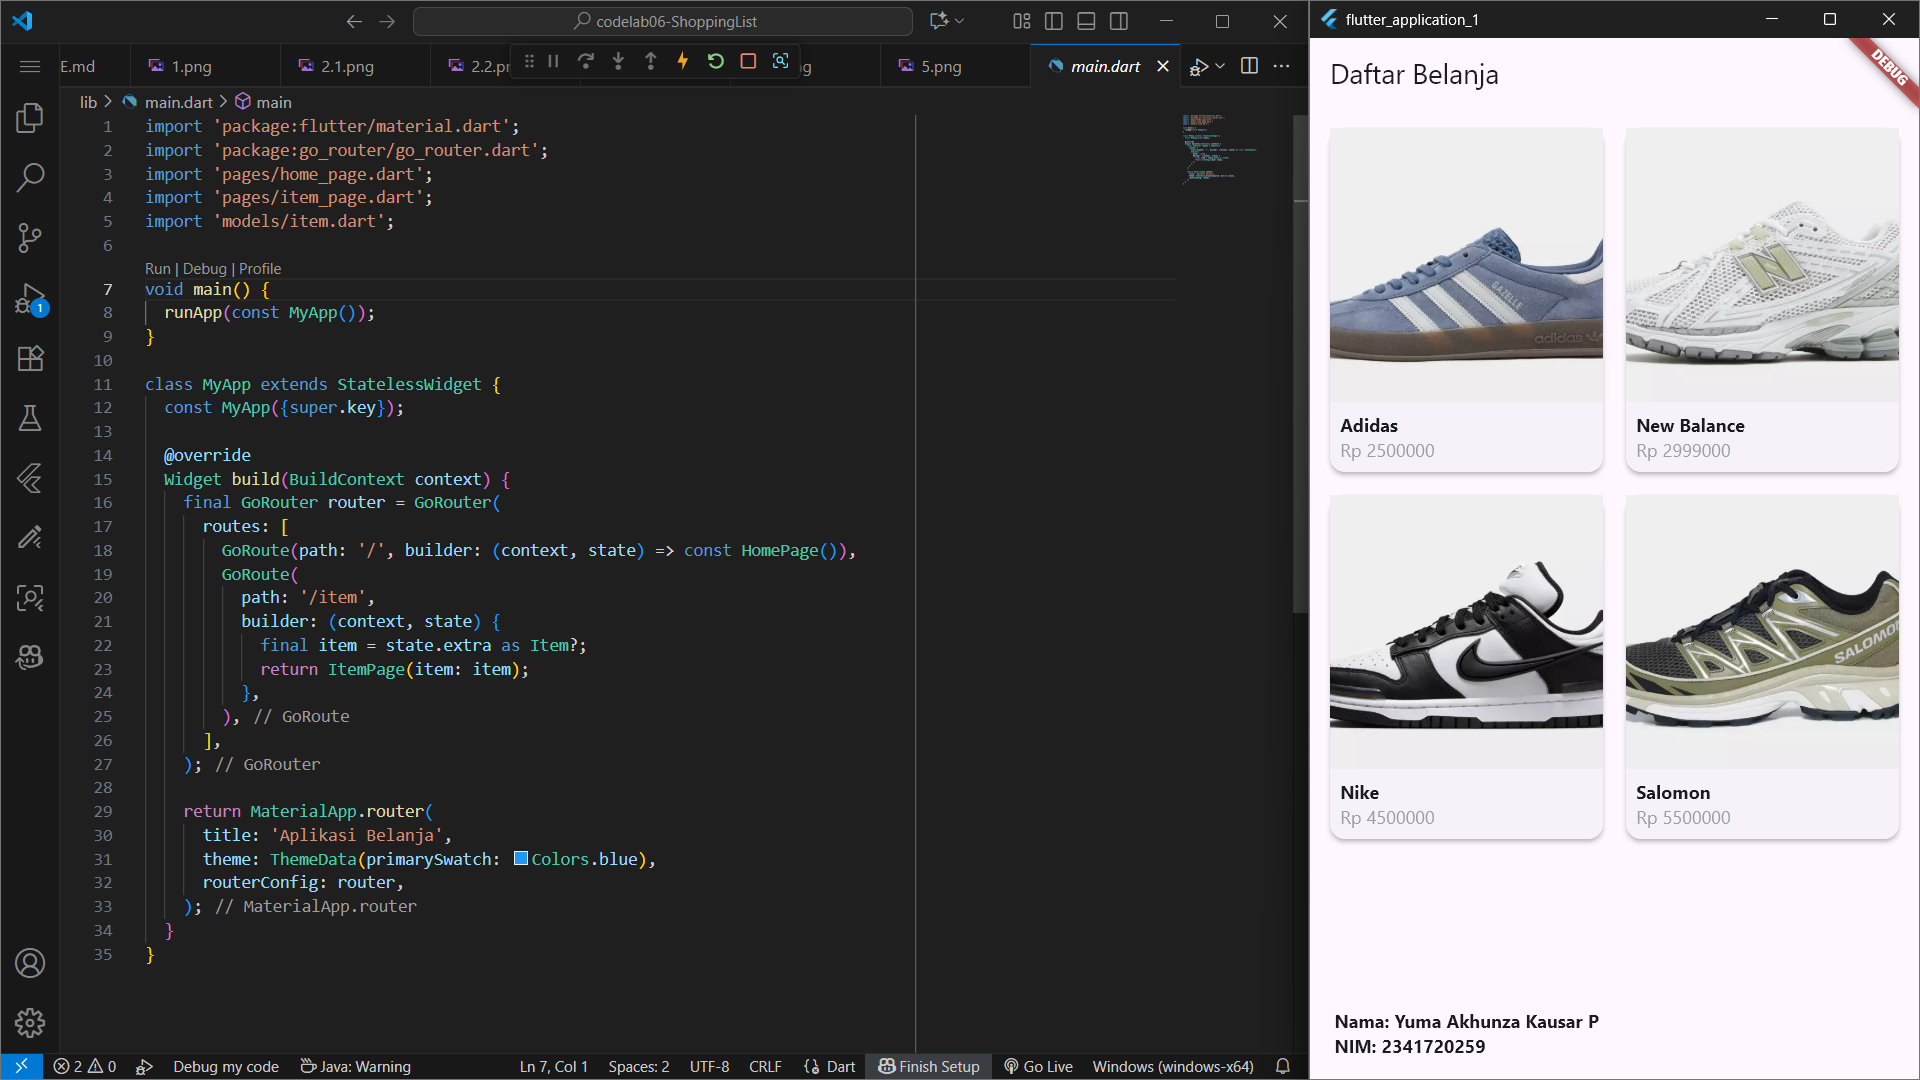 codelab06-ShoppingList
E.md
1.png
2.1.png
2.2.pr
ng
5.png
main.dart
lib > main.dart > main
1 import 'package:flutter/material.dart';
2 import 'package:go_router/go_router.dart';
3 import 'pages/home_page.dart';
4 import 'pages/item_page.dart';
5 import 'models/item.dart';
6
Run | Debug | Profile
7 void main() {
8 runApp(const MyApp());
9 }
10
11 class MyApp extends StatelessWidget {
12 const MyApp({super.key});
13
14 @override
15 Widget build(BuildContext context) {
16 final GoRouter router = GoRouter(
17 routes: [
18 GoRoute(path: '/', builder: (context, state) => const HomePage()),
19 GoRoute(
20 path: '/item',
21 builder: (context, state) {
22 final item = state.extra as Item?;
23 return ItemPage(item: item);
24 },
25 ), // GoRoute
26 ],
27 ); // GoRouter
28
29 return MaterialApp.router(
30 title: 'Aplikasi Belanja',
31 theme: ThemeData(primarySwatch: Colors.blue),
32 routerConfig: router,
33 ); // MaterialApp.router
34 }
35 }
1
2 0
Debug my code
Java: Warning
Ln 7, Col 1
Spaces: 2
UTF-8
CRLF
Dart
Finish Setup
Go Live
Windows (windows-x64)
flutter_application_1
DEBUG
Daftar Belanja
GAZELLE
adidas
N
Adidas
Rp 2500000
New Balance
Rp 2999000
SALOMON
Nike
Rp 4500000
Salomon
Rp 5500000
Nama: Yuma Akhunza Kausar P
NIM: 2341720259